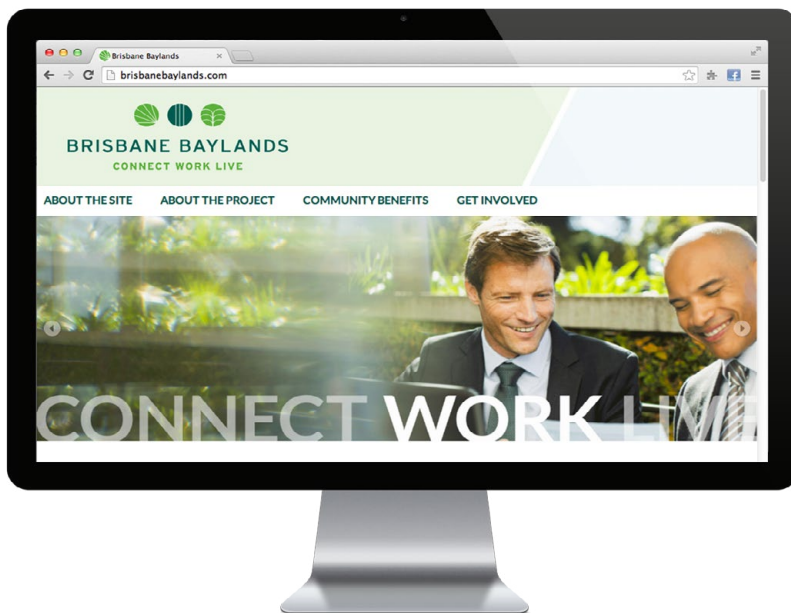 Brisbane Baylands
brisbanebaylands.com
BRISBANE BAYLANDS
CONNECT WORK LIVE
ABOUT THE SITE ABOUT THE PROJECT COMMUNITY BENEFITS GET INVOLVED
CONNECT WORK LIVE